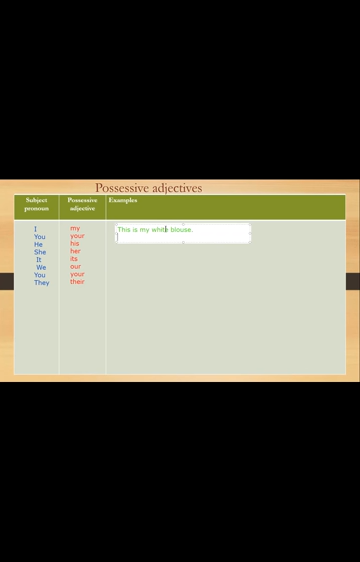 Possessive adjectives
Subject pronoun
Possessive adjective
Examples
I my This is my white blouse.
You your
He his
She her
It its
We our
You your
They their